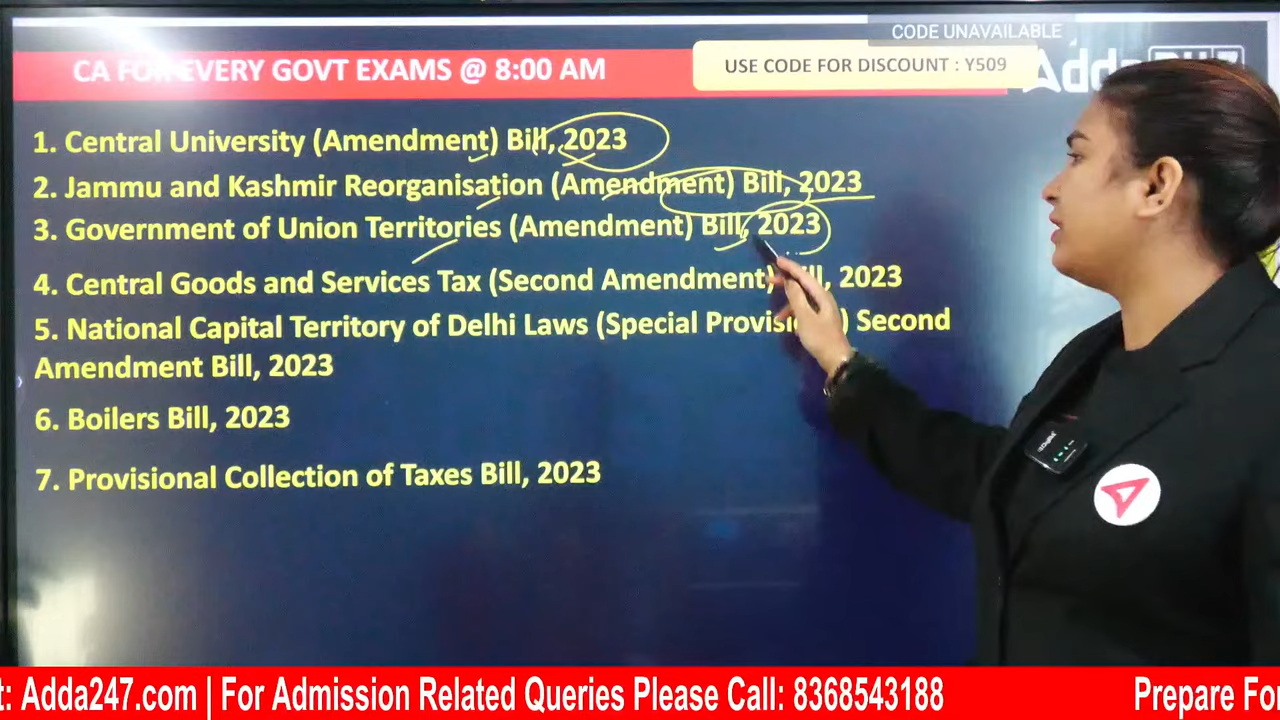 CODE UNAVAILABLE
CA FOR EVERY GOVT EXAMS @ 8:00 AM
USE CODE FOR DISCOUNT : Y509
1. Central University (Amendment) Bill, 2023
2. Jammu and Kashmir Reorganisation (Amendment) Bill, 2023
3. Government of Union Territories (Amendment) Bill, 2023
4. Central Goods and Services Tax (Second Amendment) Bill, 2023
5. National Capital Territory of Delhi Laws (Special Provisions) Second
Amendment Bill, 2023
6. Boilers Bill, 2023
7. Provisional Collection of Taxes Bill, 2023
Adda247.com | For Admission Related Queries Please Call: 8368543188
Prepare